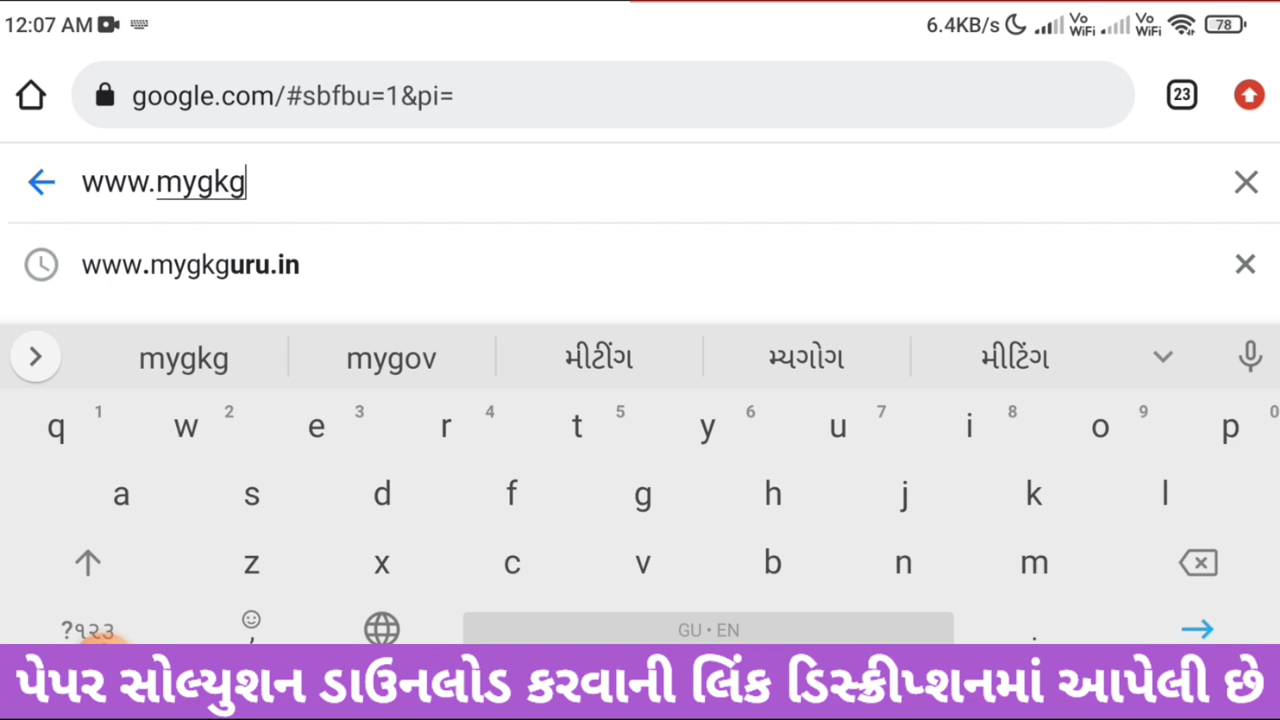 12:07 AM 6.4KB/s Vo WiFi Vo WiFi 78
google.com/#sbfbu=1&pi= 23
www.mygkg
www.mygkguru.in
mygkg mygov મીટીંગ મ્યગોગ મીટિંગ
q 1 w 2 e 3 r 4 t 5 y 6 u 7 i 8 o 9 p 0
a s d f g h j k l
z x c v b n m
?૧૨૩ , GU • EN .
પેપર સોલ્યુશન ડાઉનલોડ કરવાની લિંક ડિસ્ક્રીપ્શનમાં આપેલી છે